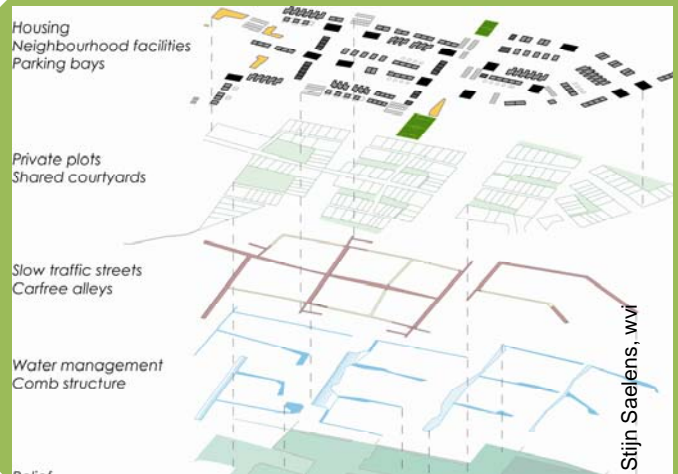 Housing
Neighbourhood facilities
Parking bays
Private plots
Shared courtyards
Slow traffic streets
Carfree alleys
Water management
Comb structure
Stijn Saelens, wvi